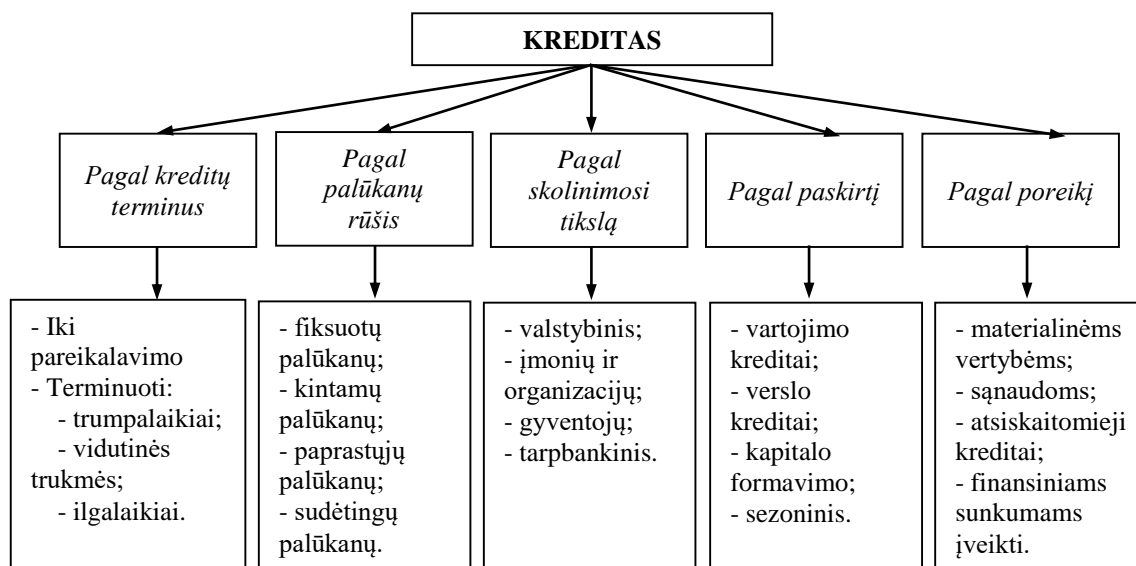 KREDITAS
Pagal kreditų
terminus
Pagal
palūkanų
rūšis
Pagal
skolinimosi
tikslą
Pagal paskirtį
Pagal poreikį
- Iki
pareikalavimo
- Terminuoti:
- trumpalaikiai;
- vidutinės
trukmės;
- ilgalaikiai.
- fiksuotų
palūkanų;
- kintamų
palūkanų;
- paprastųjų
palūkanų;
- sudėtingų
palūkanų.
- valstybinis;
- įmonių ir
organizacijų;
- gyventojų;
- tarpbankinis.
- vartojimo
kreditai;
- verslo
kreditai;
- kapitalo
formavimo;
- sezoninis.
- materialinėms
vertybėms;
- sąnaudoms;
- atsiskaitomieji
kreditai;
- finansiniams
sunkumams
įveikti.